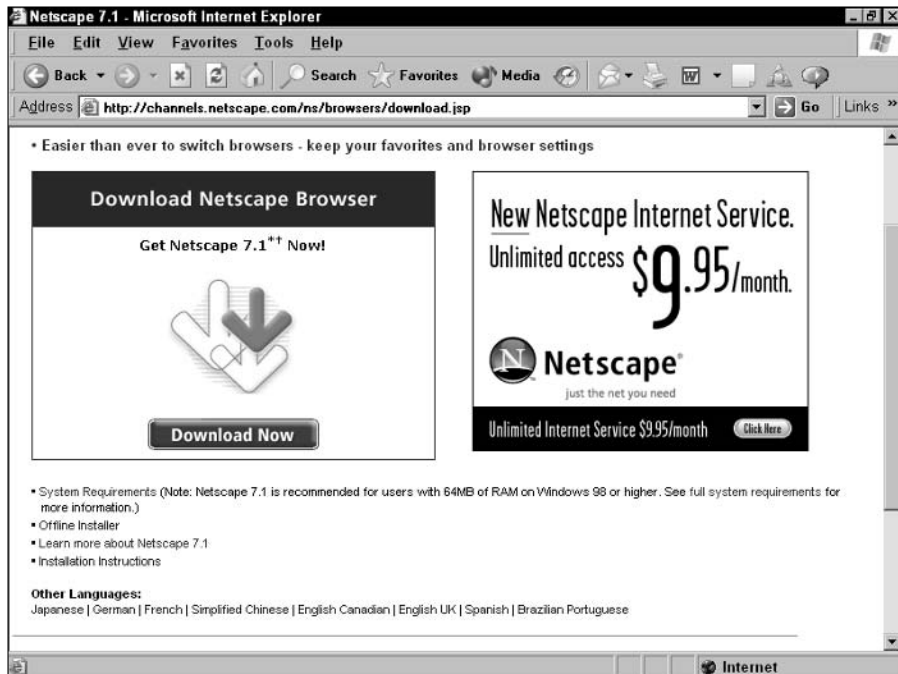 Netscape 7.1 - Microsoft Internet Explorer
File Edit View Favorites Tools Help
Back Search Favorites Media
Address http://channels.netscape.com/ns/browsers/download.jsp Go Links »
• Easier than ever to switch browsers - keep your favorites and browser settings
Download Netscape Browser
Get Netscape 7.1*† Now!
Download Now
New Netscape Internet Service.
Unlimited access $9.95/month.
N Netscape®
just the net you need
Unlimited Internet Service $9.95/month Click Here
▪ System Requirements (Note: Netscape 7.1 is recommended for users with 64MB of RAM on Windows 98 or higher. See full system requirements for
more information.)
▪ Offline Installer
▪ Learn more about Netscape 7.1
▪ Installation Instructions
Other Languages:
Japanese | German | French | Simplified Chinese | English Canadian | English UK | Spanish | Brazilian Portuguese
Internet